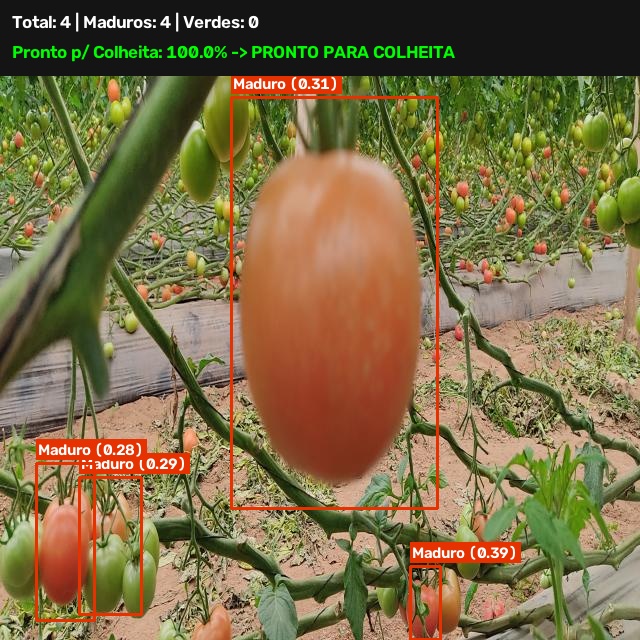 Total: 4 | Maduros: 4 | Verdes: 0
Pronto p/ Colheita: 100.0% -> PRONTO PARA COLHEITA
Maduro (0.31)
Maduro (0.28)
Maduro (0.29)
Maduro (0.39)